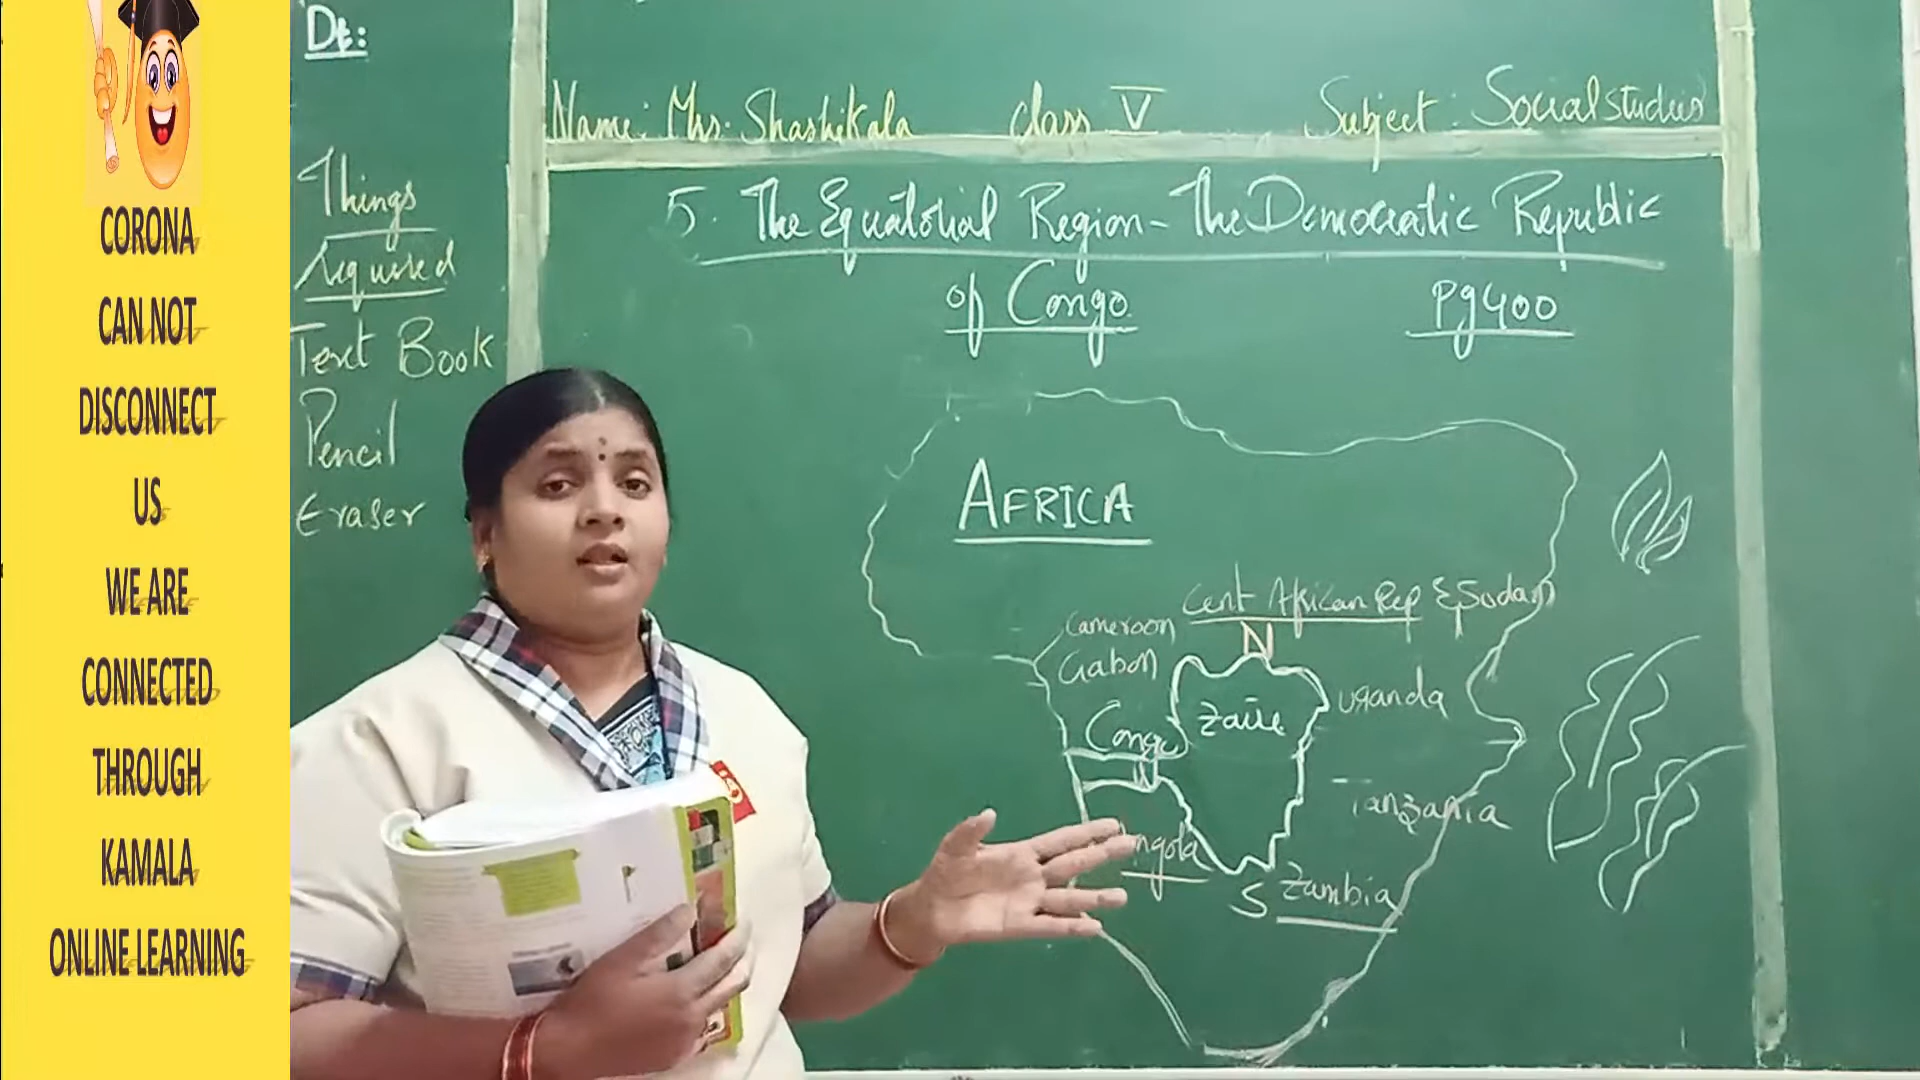 CORONA
CAN NOT
DISCONNECT
US
WE ARE
CONNECTED
THROUGH
KAMALA
ONLINE LEARNING
Dt:
Things
required
Text Book
Pencil
Eraser
Name: Mrs. Shashikala class V Subject: Social studies
5. The Equatorial Region - The Democratic Republic
of Congo Pg 400
AFRICA
Cent African Rep & Sudan
Cameroon N
Gabon
Zaire Uranda
Congo
W
Tanzania
ngola
S Zambia